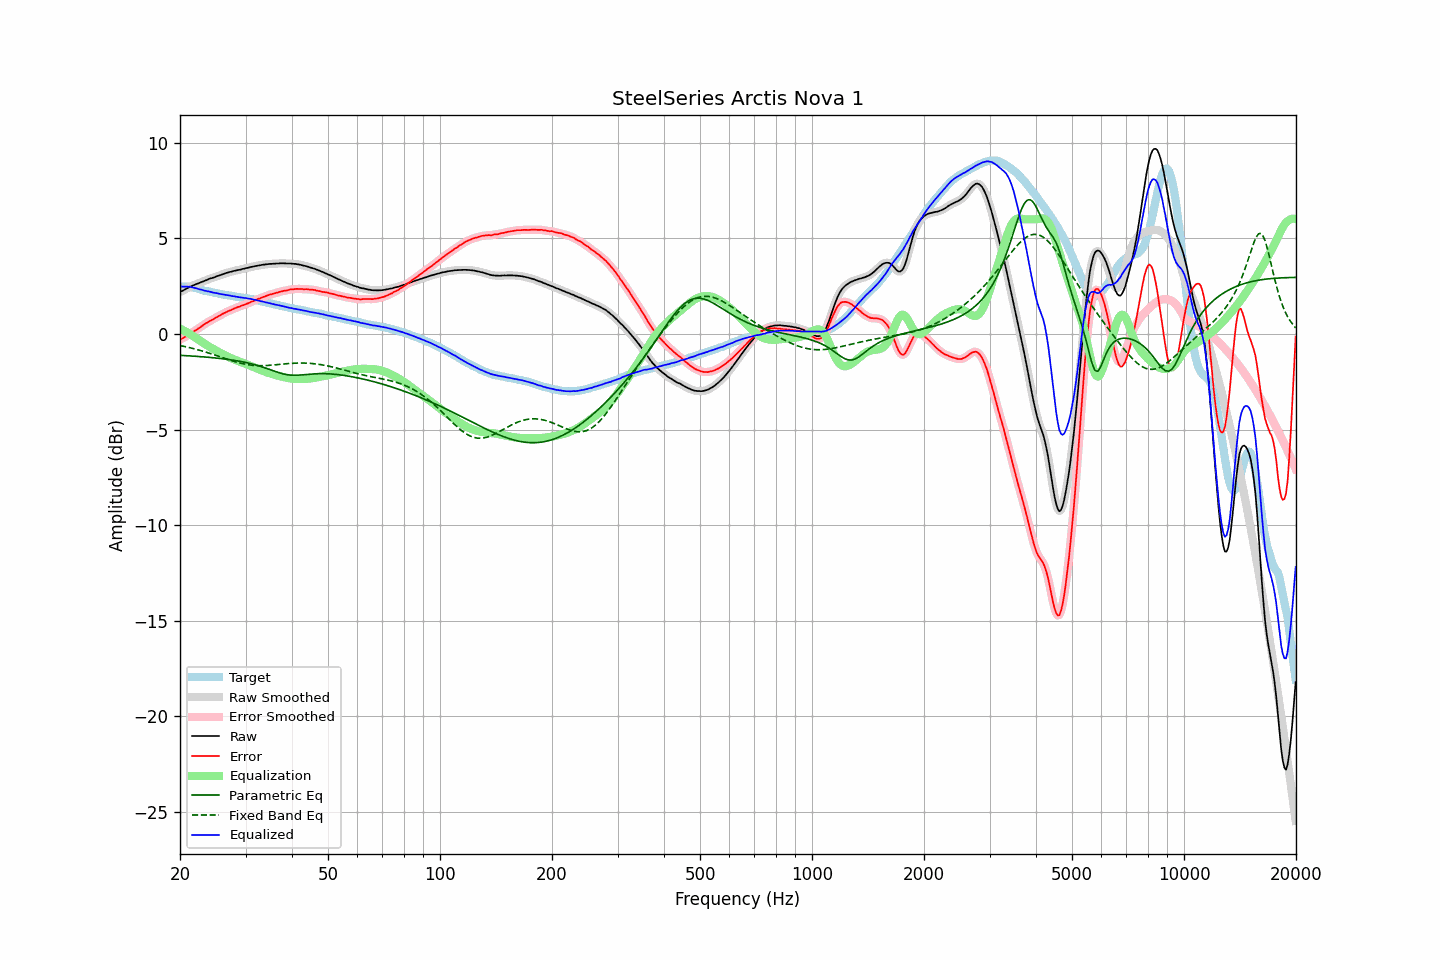 SteelSeries Arctis Nova 1
10
5
0
−5
−10
−15
−20
−25
Amplitude (dBr)
Target
Raw Smoothed
Error Smoothed
Raw
Error
Equalization
Parametric Eq
Fixed Band Eq
Equalized
20 50 100 200 500 1000 2000 5000 10000 20000
Frequency (Hz)